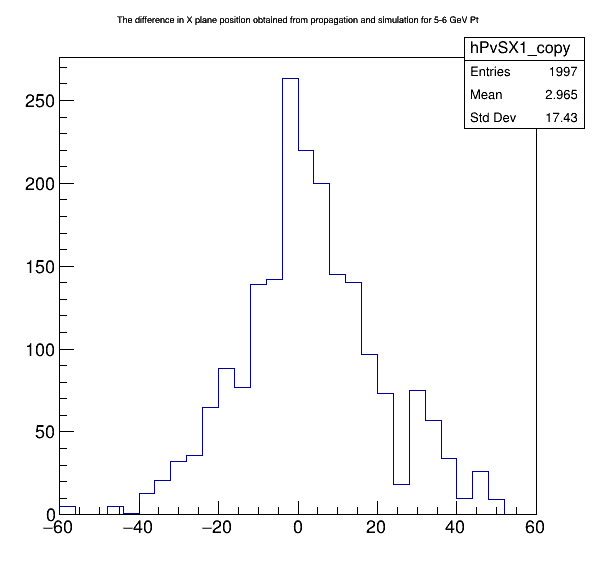 The difference in X plane position obtained from propagation and simulation for 5-6 GeV Pt
hPvSX1_copy
Entries 1997
Mean 2.965
Std Dev 17.43
250
200
150
100
50
0
−60 −40 −20 0 20 40 60